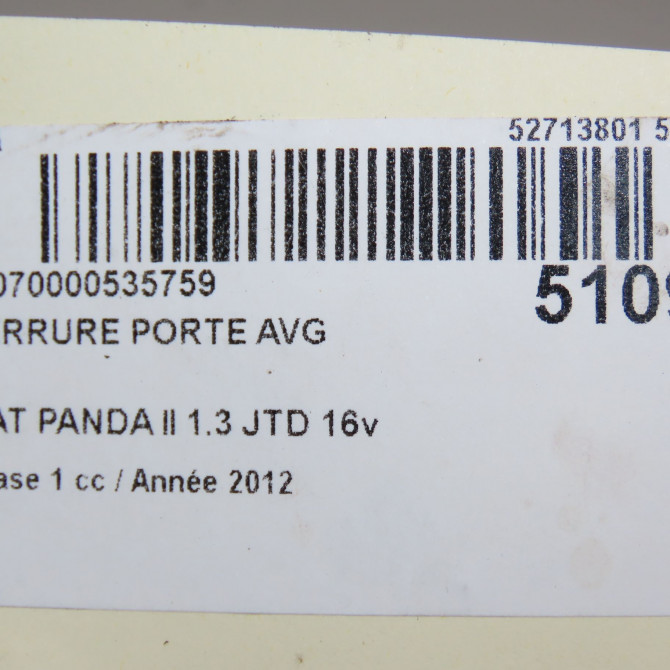 52713801 5
070000535759
5109
RRURE PORTE AVG
AT PANDA II 1.3 JTD 16v
ase 1 cc / Année 2012